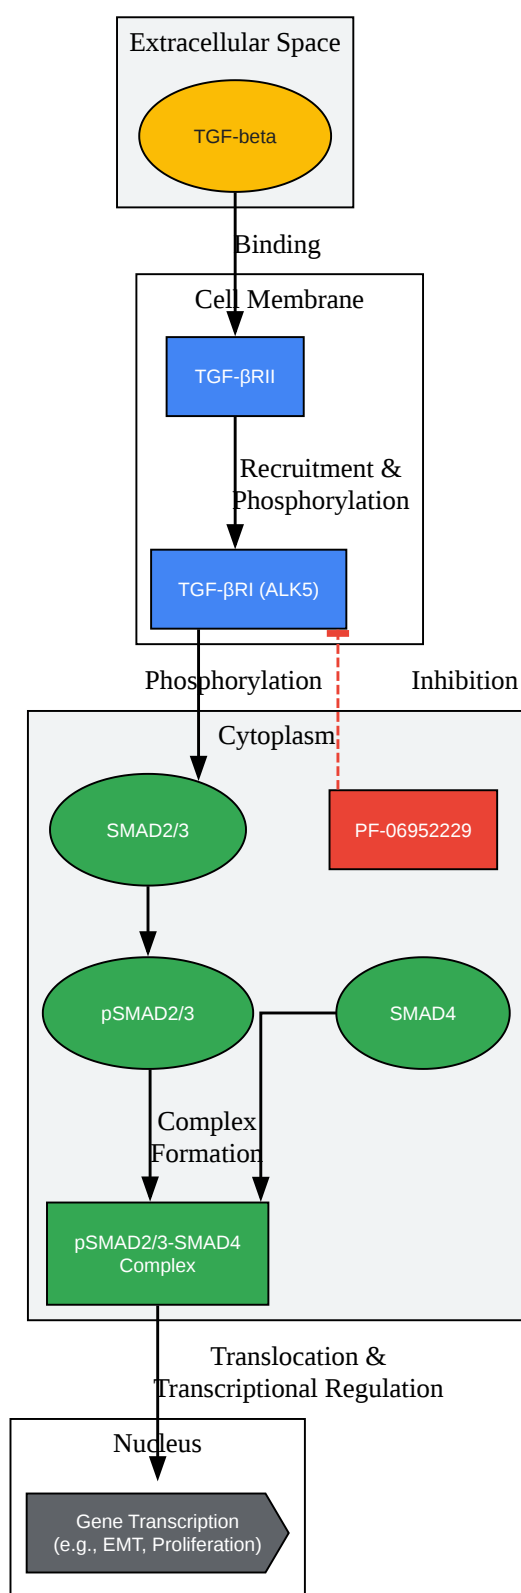 Extracellular Space
TGF-beta
Binding
Cell Membrane
TGF-βRII
Recruitment &
Phosphorylation
TGF-βRI (ALK5)
Phosphorylation
Inhibition
Cytoplasm
SMAD2/3
PF-06952229
pSMAD2/3
SMAD4
Complex
Formation
pSMAD2/3-SMAD4
Complex
Translocation &
Transcriptional Regulation
Nucleus
Gene Transcription
(e.g., EMT, Proliferation)